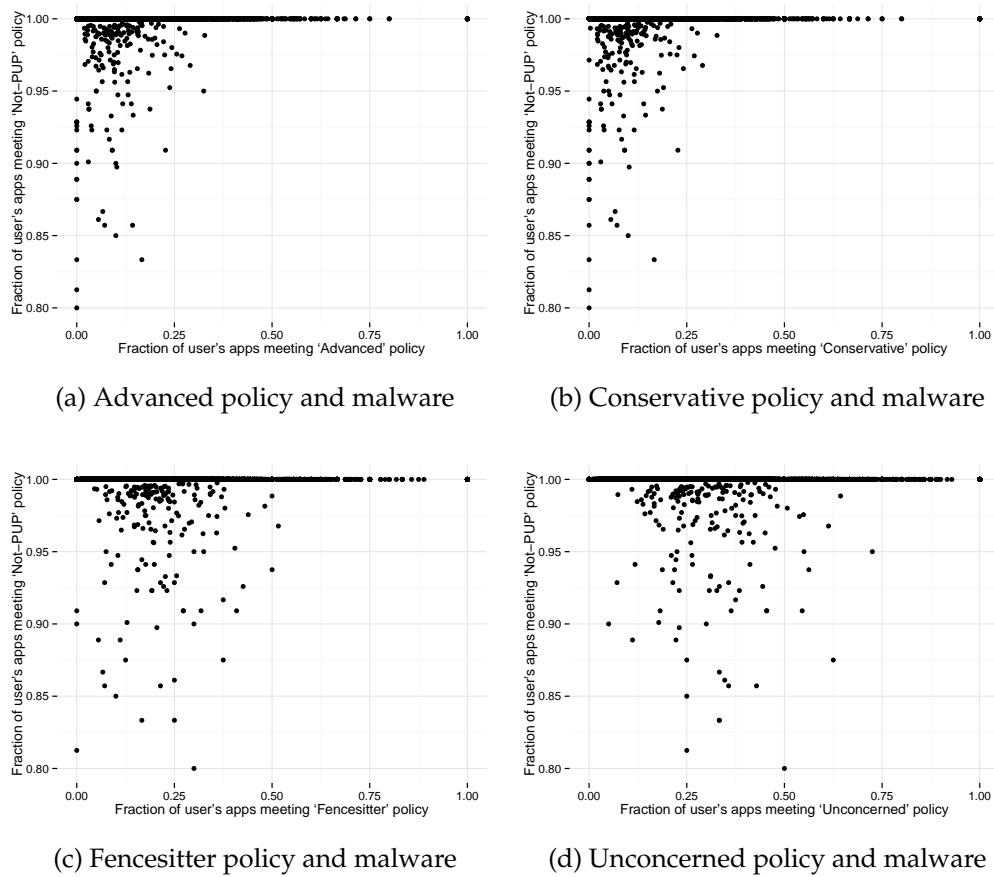 1.00
0.95
0.90
0.85
0.80
Fraction of user's apps meeting ‘Not−PUP’ policy
0.00 0.25 0.50 0.75 1.00
Fraction of user's apps meeting ‘Advanced’ policy
(a) Advanced policy and malware
1.00
0.95
0.90
0.85
0.80
Fraction of user's apps meeting ‘Not−PUP’ policy
0.00 0.25 0.50 0.75 1.00
Fraction of user's apps meeting ‘Conservative’ policy
(b) Conservative policy and malware
1.00
0.95
0.90
0.85
0.80
Fraction of user's apps meeting ‘Not−PUP’ policy
0.00 0.25 0.50 0.75 1.00
Fraction of user's apps meeting ‘Fencesitter’ policy
(c) Fencesitter policy and malware
1.00
0.95
0.90
0.85
0.80
Fraction of user's apps meeting ‘Not−PUP’ policy
0.00 0.25 0.50 0.75 1.00
Fraction of user's apps meeting ‘Unconcerned’ policy
(d) Unconcerned policy and malware